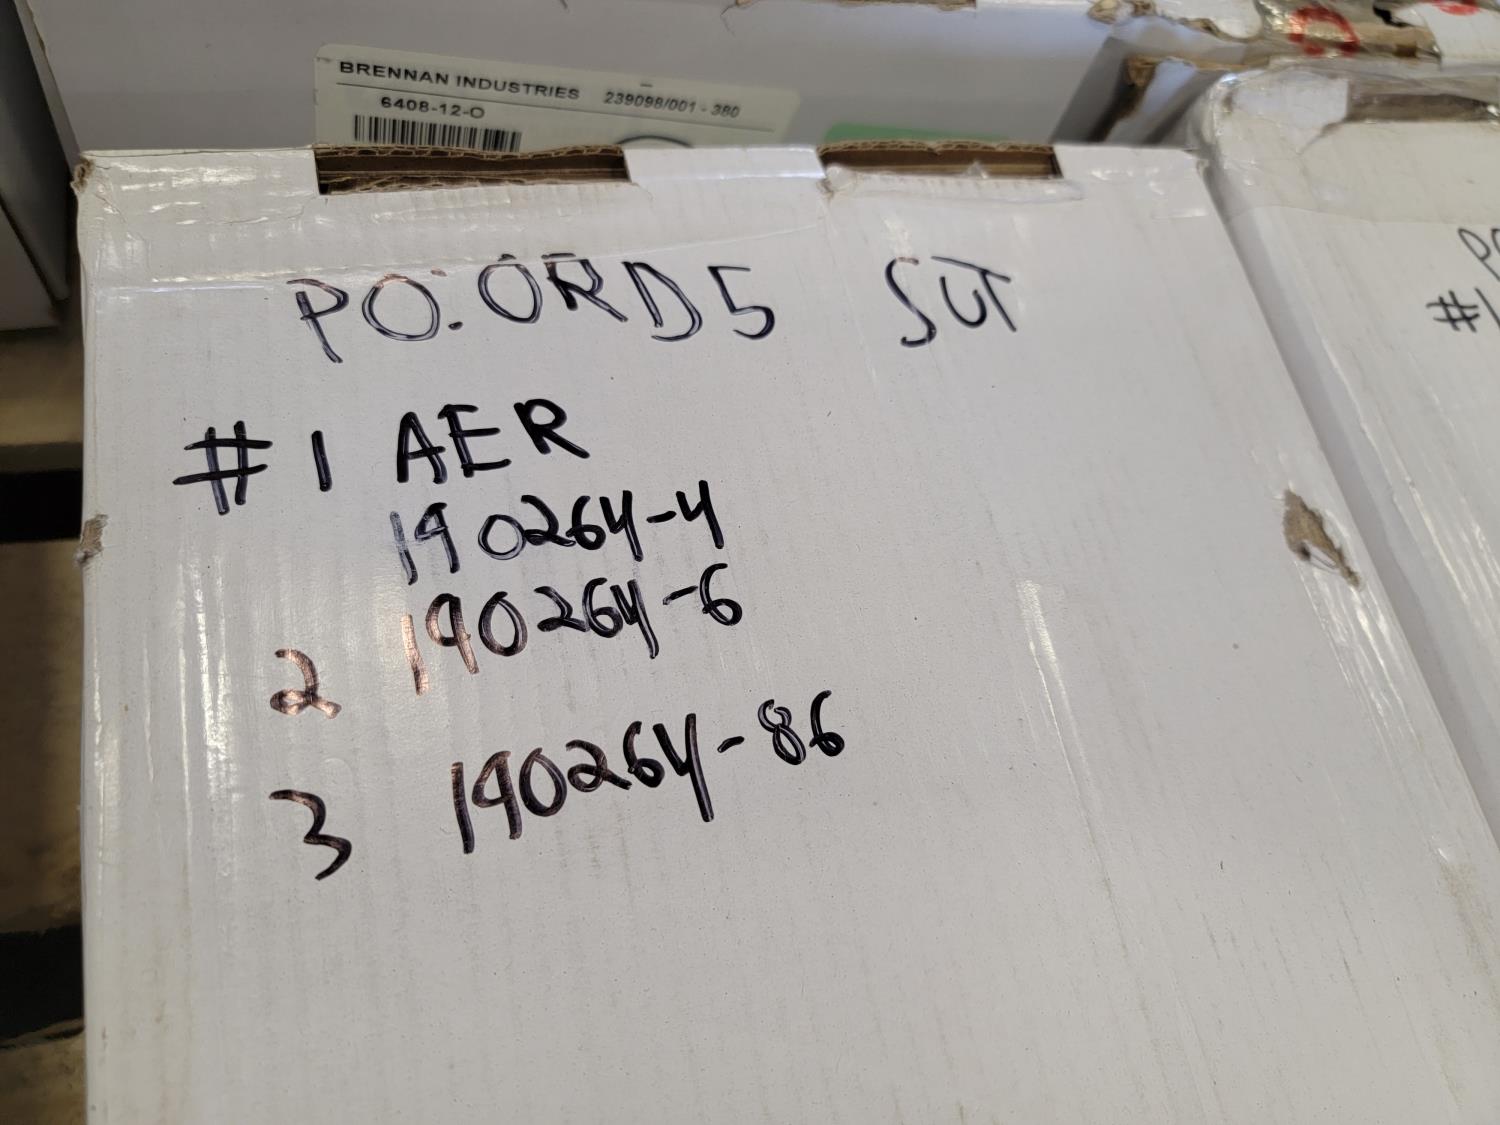 BRENNAN INDUSTRIES 239098/001 - 380
6408-12-O
PO: ORD5 SUT
#1 AER
190264-4
190264-6
2
190264-86
3
#1